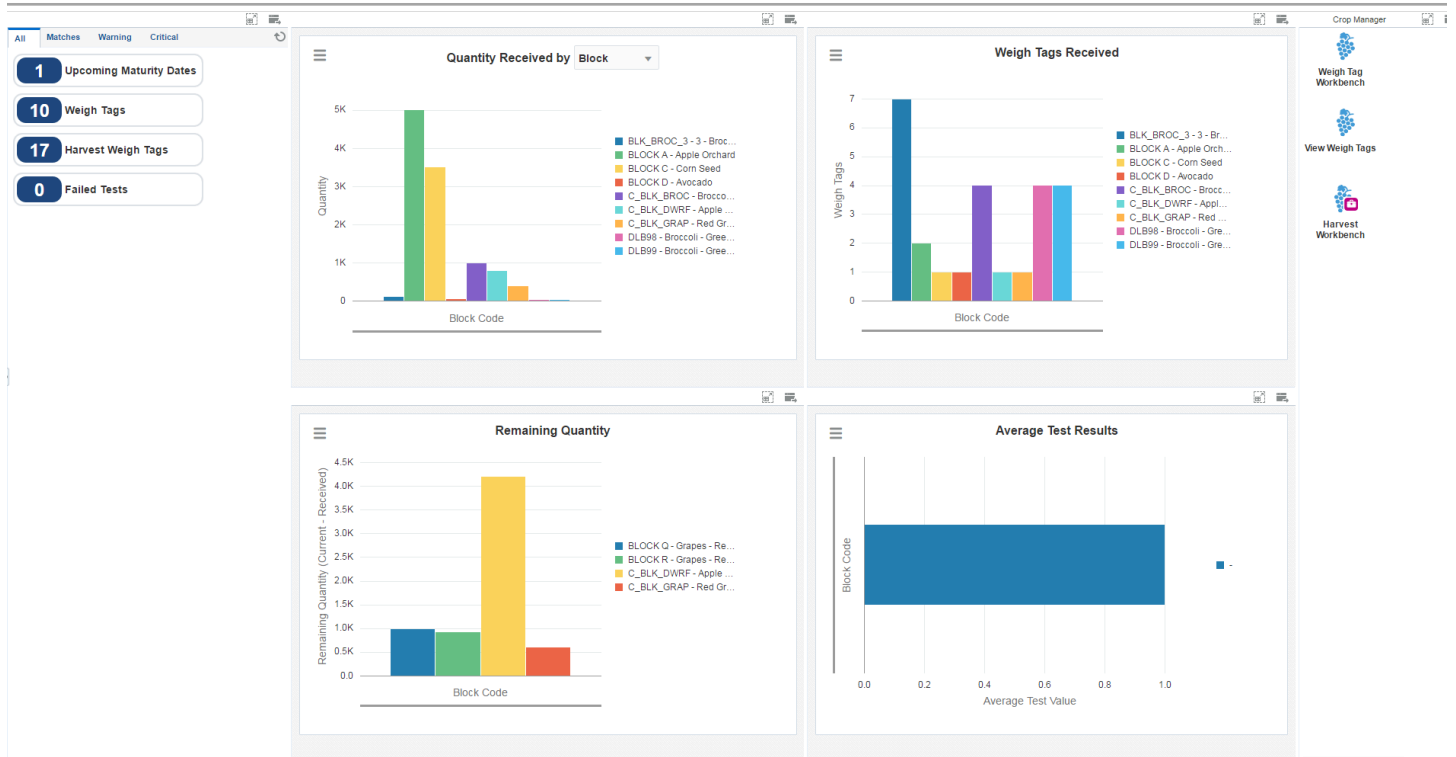 All Matches Warning Critical
1 Upcoming Maturity Dates
10 Weigh Tags
17 Harvest Weigh Tags
0 Failed Tests
Quantity Received by Block
5K
4K
3K
2K
1K
0
Quantity
Block Code
BLK_BROC_3 - 3 - Broc...
BLOCK A - Apple Orchard
BLOCK C - Corn Seed
BLOCK D - Avocado
C_BLK_BROC - Brocco...
C_BLK_DWRF - Apple ...
C_BLK_GRAP - Red Gr...
DLB98 - Broccoli - Gree...
DLB99 - Broccoli - Gree...
Weigh Tags Received
7
6
5
4
3
2
1
0
Weigh Tags
Block Code
BLK_BROC_3 - 3 - Br...
BLOCK A - Apple Orch...
BLOCK C - Corn Seed
BLOCK D - Avocado
C_BLK_BROC - Brocc...
C_BLK_DWRF - Appl...
C_BLK_GRAP - Red ...
DLB98 - Broccoli - Gre...
DLB99 - Broccoli - Gre...
Crop Manager
Weigh Tag
Workbench
View Weigh Tags
Harvest
Workbench
Remaining Quantity
4.5K
4.0K
3.5K
3.0K
2.5K
2.0K
1.5K
1.0K
0.5K
0.0
Remaining Quantity (Current - Received)
Block Code
BLOCK Q - Grapes - Re...
BLOCK R - Grapes - Re...
C_BLK_DWRF - Apple ...
C_BLK_GRAP - Red Gr...
Average Test Results
Block Code
0.0 0.2 0.4 0.6 0.8 1.0
Average Test Value
-